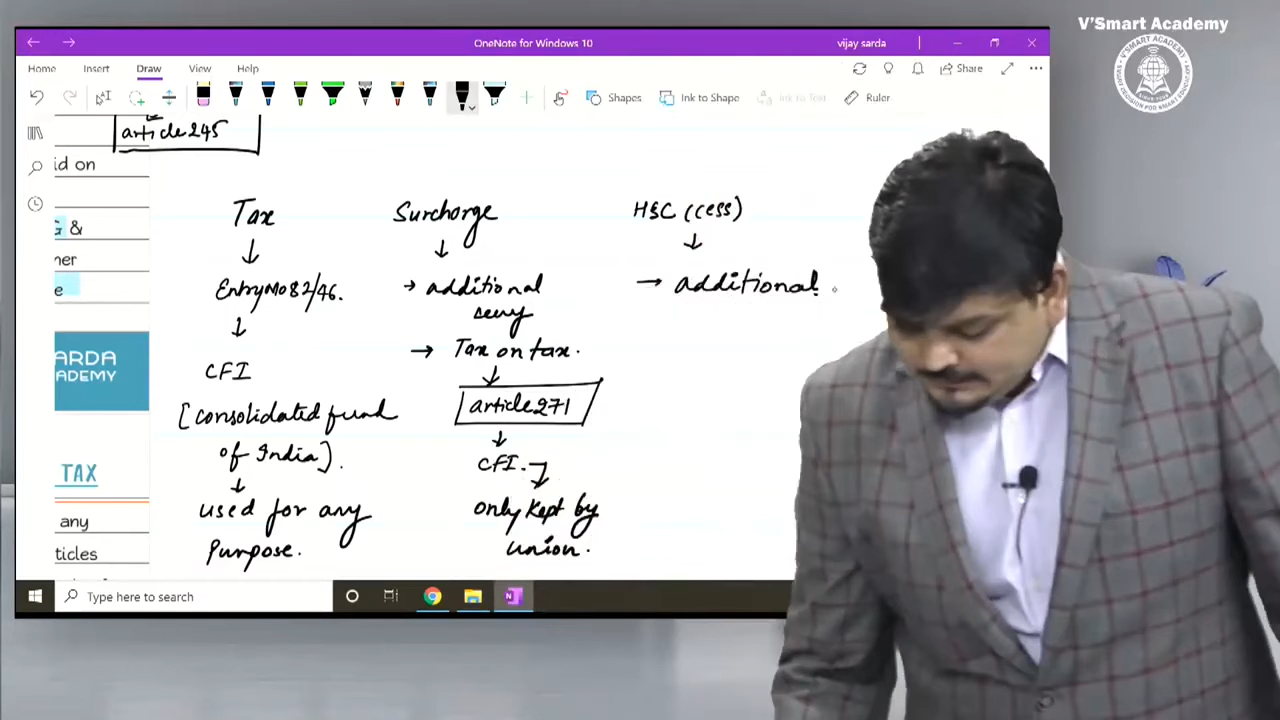 V'Smart Academy
OneNote for Windows 10
vijay sarda
Home Insert Draw View Help
Share
Shapes
Ink to Shape
Ink to Text
Ruler
article 245
id on
G &
ner
e
ARDA
ADEMY
TAX
any
ticles
Tax
Entry No 82/46.
CFI
[consolidated fund
of India].
used for any
purpose.
Surcharge
→ additional
levy
→ Tax on tax.
article 271
CFI.
only kept by
union.
H&C (cess)
→ additional
Type here to search